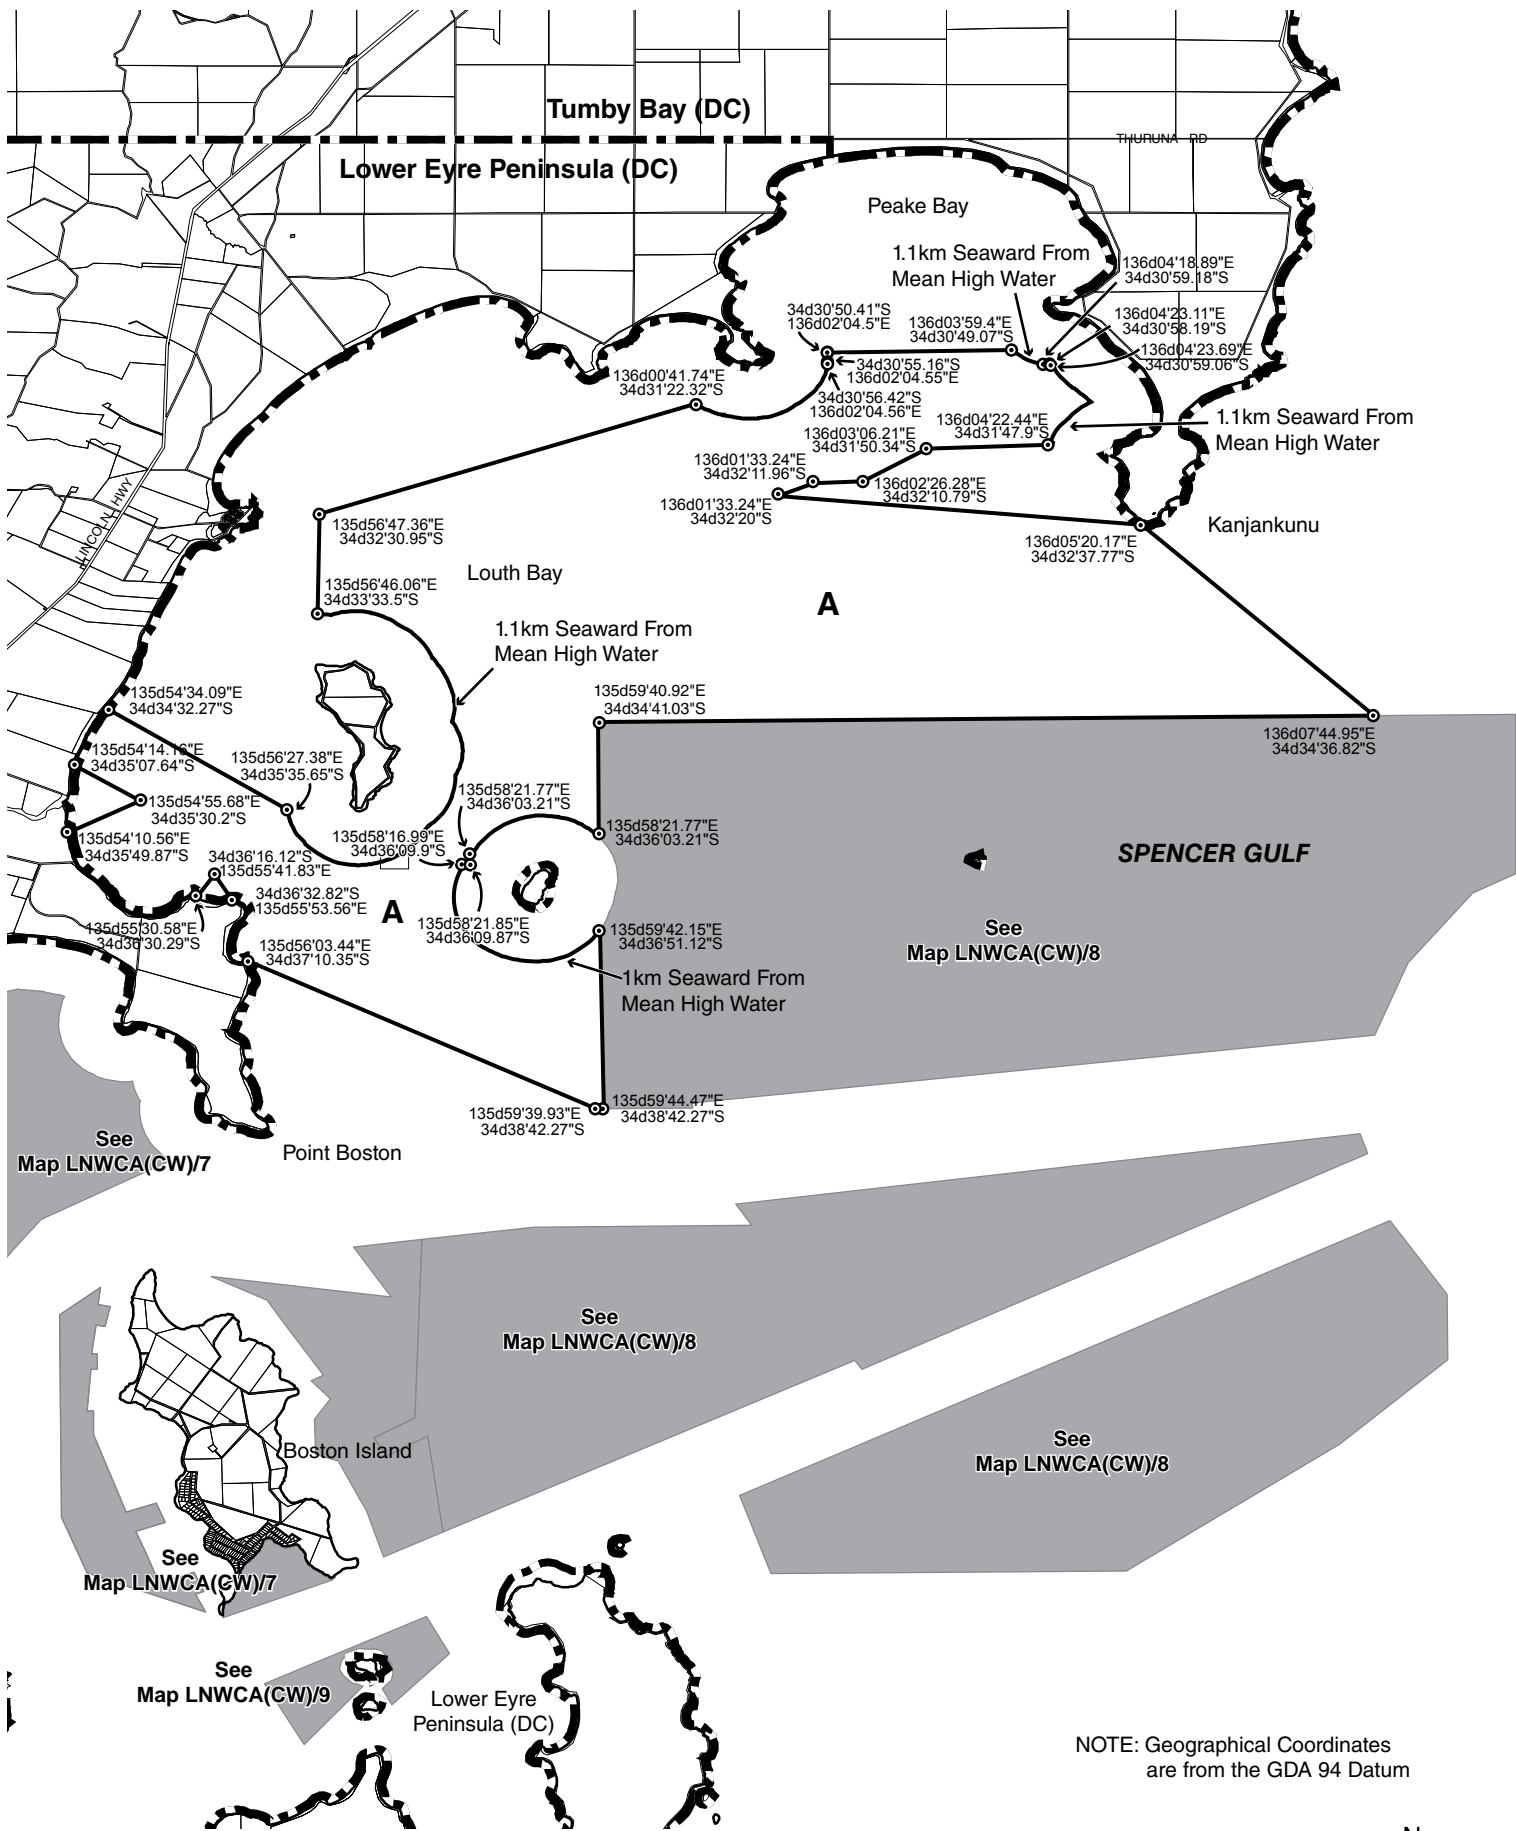 Tumby Bay (DC)
THURUNA RD
Lower Eyre Peninsula (DC)
Peake Bay
1.1km Seaward From
Mean High Water
136d04'18.89"E
34d30'59.18"S
34d30'50.41"S
136d02'04.5"E
136d03'59.4"E
34d30'49.07"S
136d04'23.11"E
34d30'58.19"S
136d04'23.69"E
34d30'59.06"S
34d30'55.16"S
136d02'04.55"E
136d00'41.74"E
34d31'22.32"S
34d30'56.42"S
136d02'04.56"E
136d04'22.44"E
34d31'47.9"S
1.1km Seaward From
Mean High Water
136d03'06.21"E
34d31'50.34"S
136d01'33.24"E
34d32'11.96"S
136d02'26.28"E
34d32'10.79"S
136d01'33.24"E
34d32'20"S
LINCOLN HWY
135d56'47.36"E
34d32'30.95"S
Kanjankunu
136d05'20.17"E
34d32'37.77"S
Louth Bay
135d56'46.06"E
34d33'33.5"S
A
1.1km Seaward From
Mean High Water
135d54'34.09"E
34d34'32.27"S
135d59'40.92"E
34d34'41.03"S
136d07'44.95"E
34d34'36.82"S
135d54'14.16"E
34d35'07.64"S
135d56'27.38"E
34d35'35.65"S
135d58'21.77"E
34d36'03.21"S
135d54'55.68"E
34d35'30.2"S
135d58'21.77"E
34d36'03.21"S
135d54'10.56"E
34d35'49.87"S
135d58'16.99"E
34d36'09.9"S
34d36'16.12"S
135d55'41.83"E
SPENCER GULF
34d36'32.82"S
135d55'53.56"E
A
135d55'30.58"E
34d36'30.29"S
135d58'21.85"E
34d36'09.87"S
135d59'42.15"E
34d36'51.12"S
See
Map LNWCA(CW)/8
135d56'03.44"E
34d37'10.35"S
1km Seaward From
Mean High Water
135d59'39.93"E
34d38'42.27"S
135d59'44.47"E
34d38'42.27"S
See
Map LNWCA(CW)/7
Point Boston
See
Map LNWCA(CW)/8
Boston Island
See
Map LNWCA(CW)/8
See
Map LNWCA(CW)/7
See
Map LNWCA(CW)/9
Lower Eyre
Peninsula (DC)
NOTE: Geographical Coordinates
are from the GDA 94 Datum